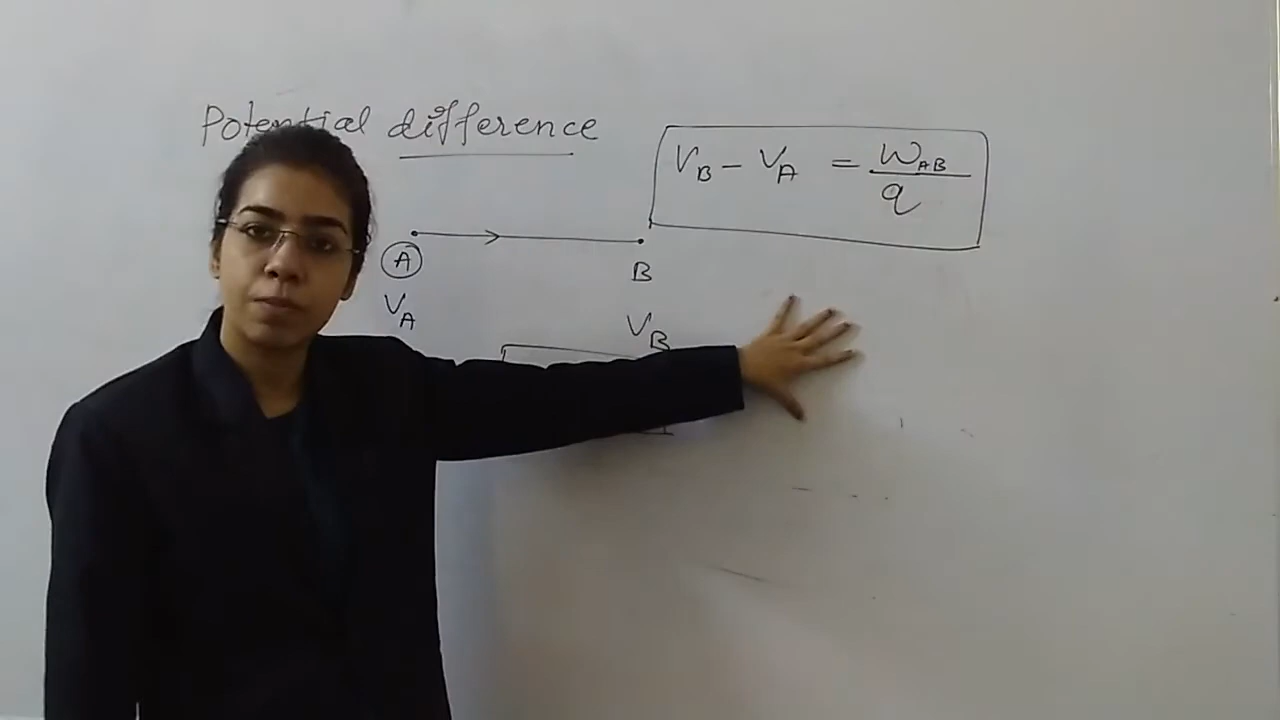 Potential difference
V_B - V_A = W_AB / q
A
B
V_A
V_B